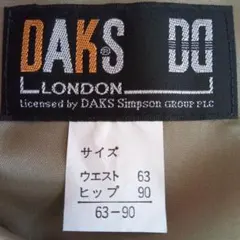 DAKS® DD
LONDON
licensed by DAKS Simpson GROUP PLC
サイズ
ウエスト 63
ヒップ 90
63-90